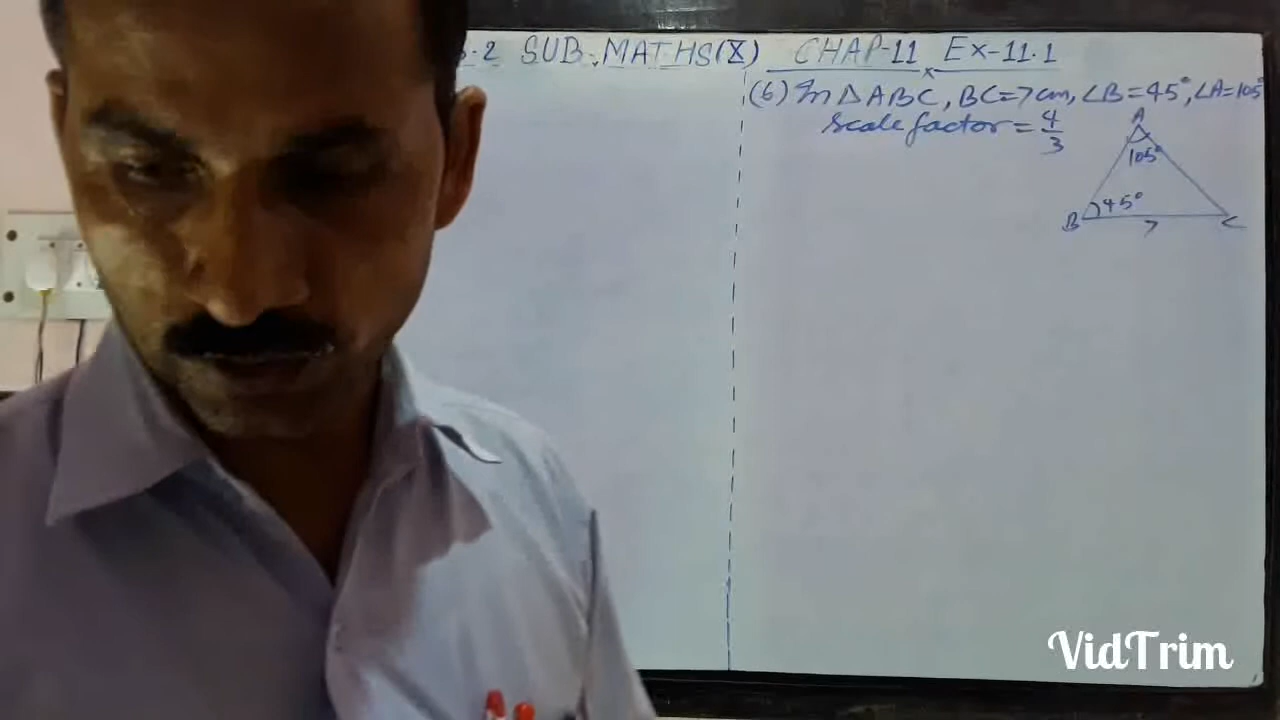 -2 SUB-MATHS(X) CHAP-11 Ex-11.1
(6) In △ABC, BC=7cm, ∠B=45°, ∠A=105°
Scale factor = 4/3
A
105°
45°
B 7 C
VidTrim